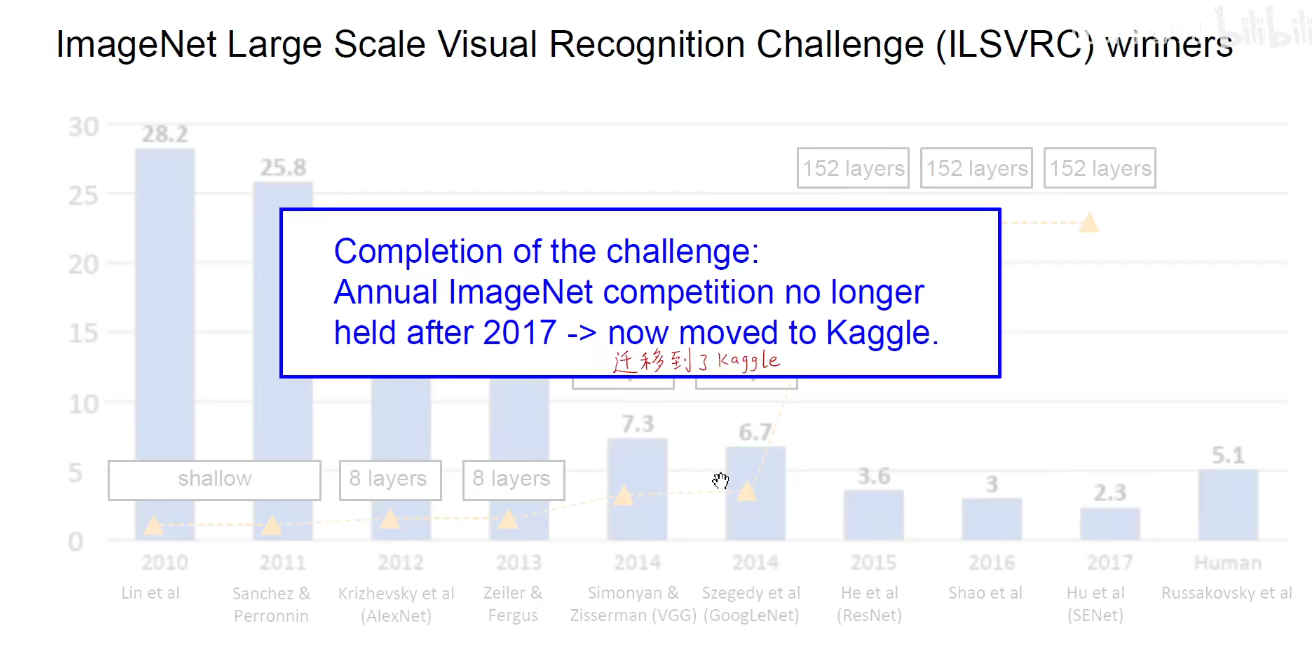 ImageNet Large Scale Visual Recognition Challenge (ILSVRC) winners
bilibili
30
28.2
25.8
152 layers
152 layers
152 layers
25
Completion of the challenge:
Annual ImageNet competition no longer
held after 2017 -> now moved to Kaggle.
迁移到了Kaggle
20
15
10
7.3
6.7
5
shallow
8 layers
8 layers
3.6
3
2.3
5.1
0
2010
2011
2012
2013
2014
2014
2015
2016
2017
Human
Lin et al
Sanchez &
Perronnin
Krizhevsky et al
(AlexNet)
Zeiler &
Fergus
Simonyan &
Zisserman (VGG)
Szegedy et al
(GoogLeNet)
He et al
(ResNet)
Shao et al
Hu et al
(SENet)
Russakovsky et al